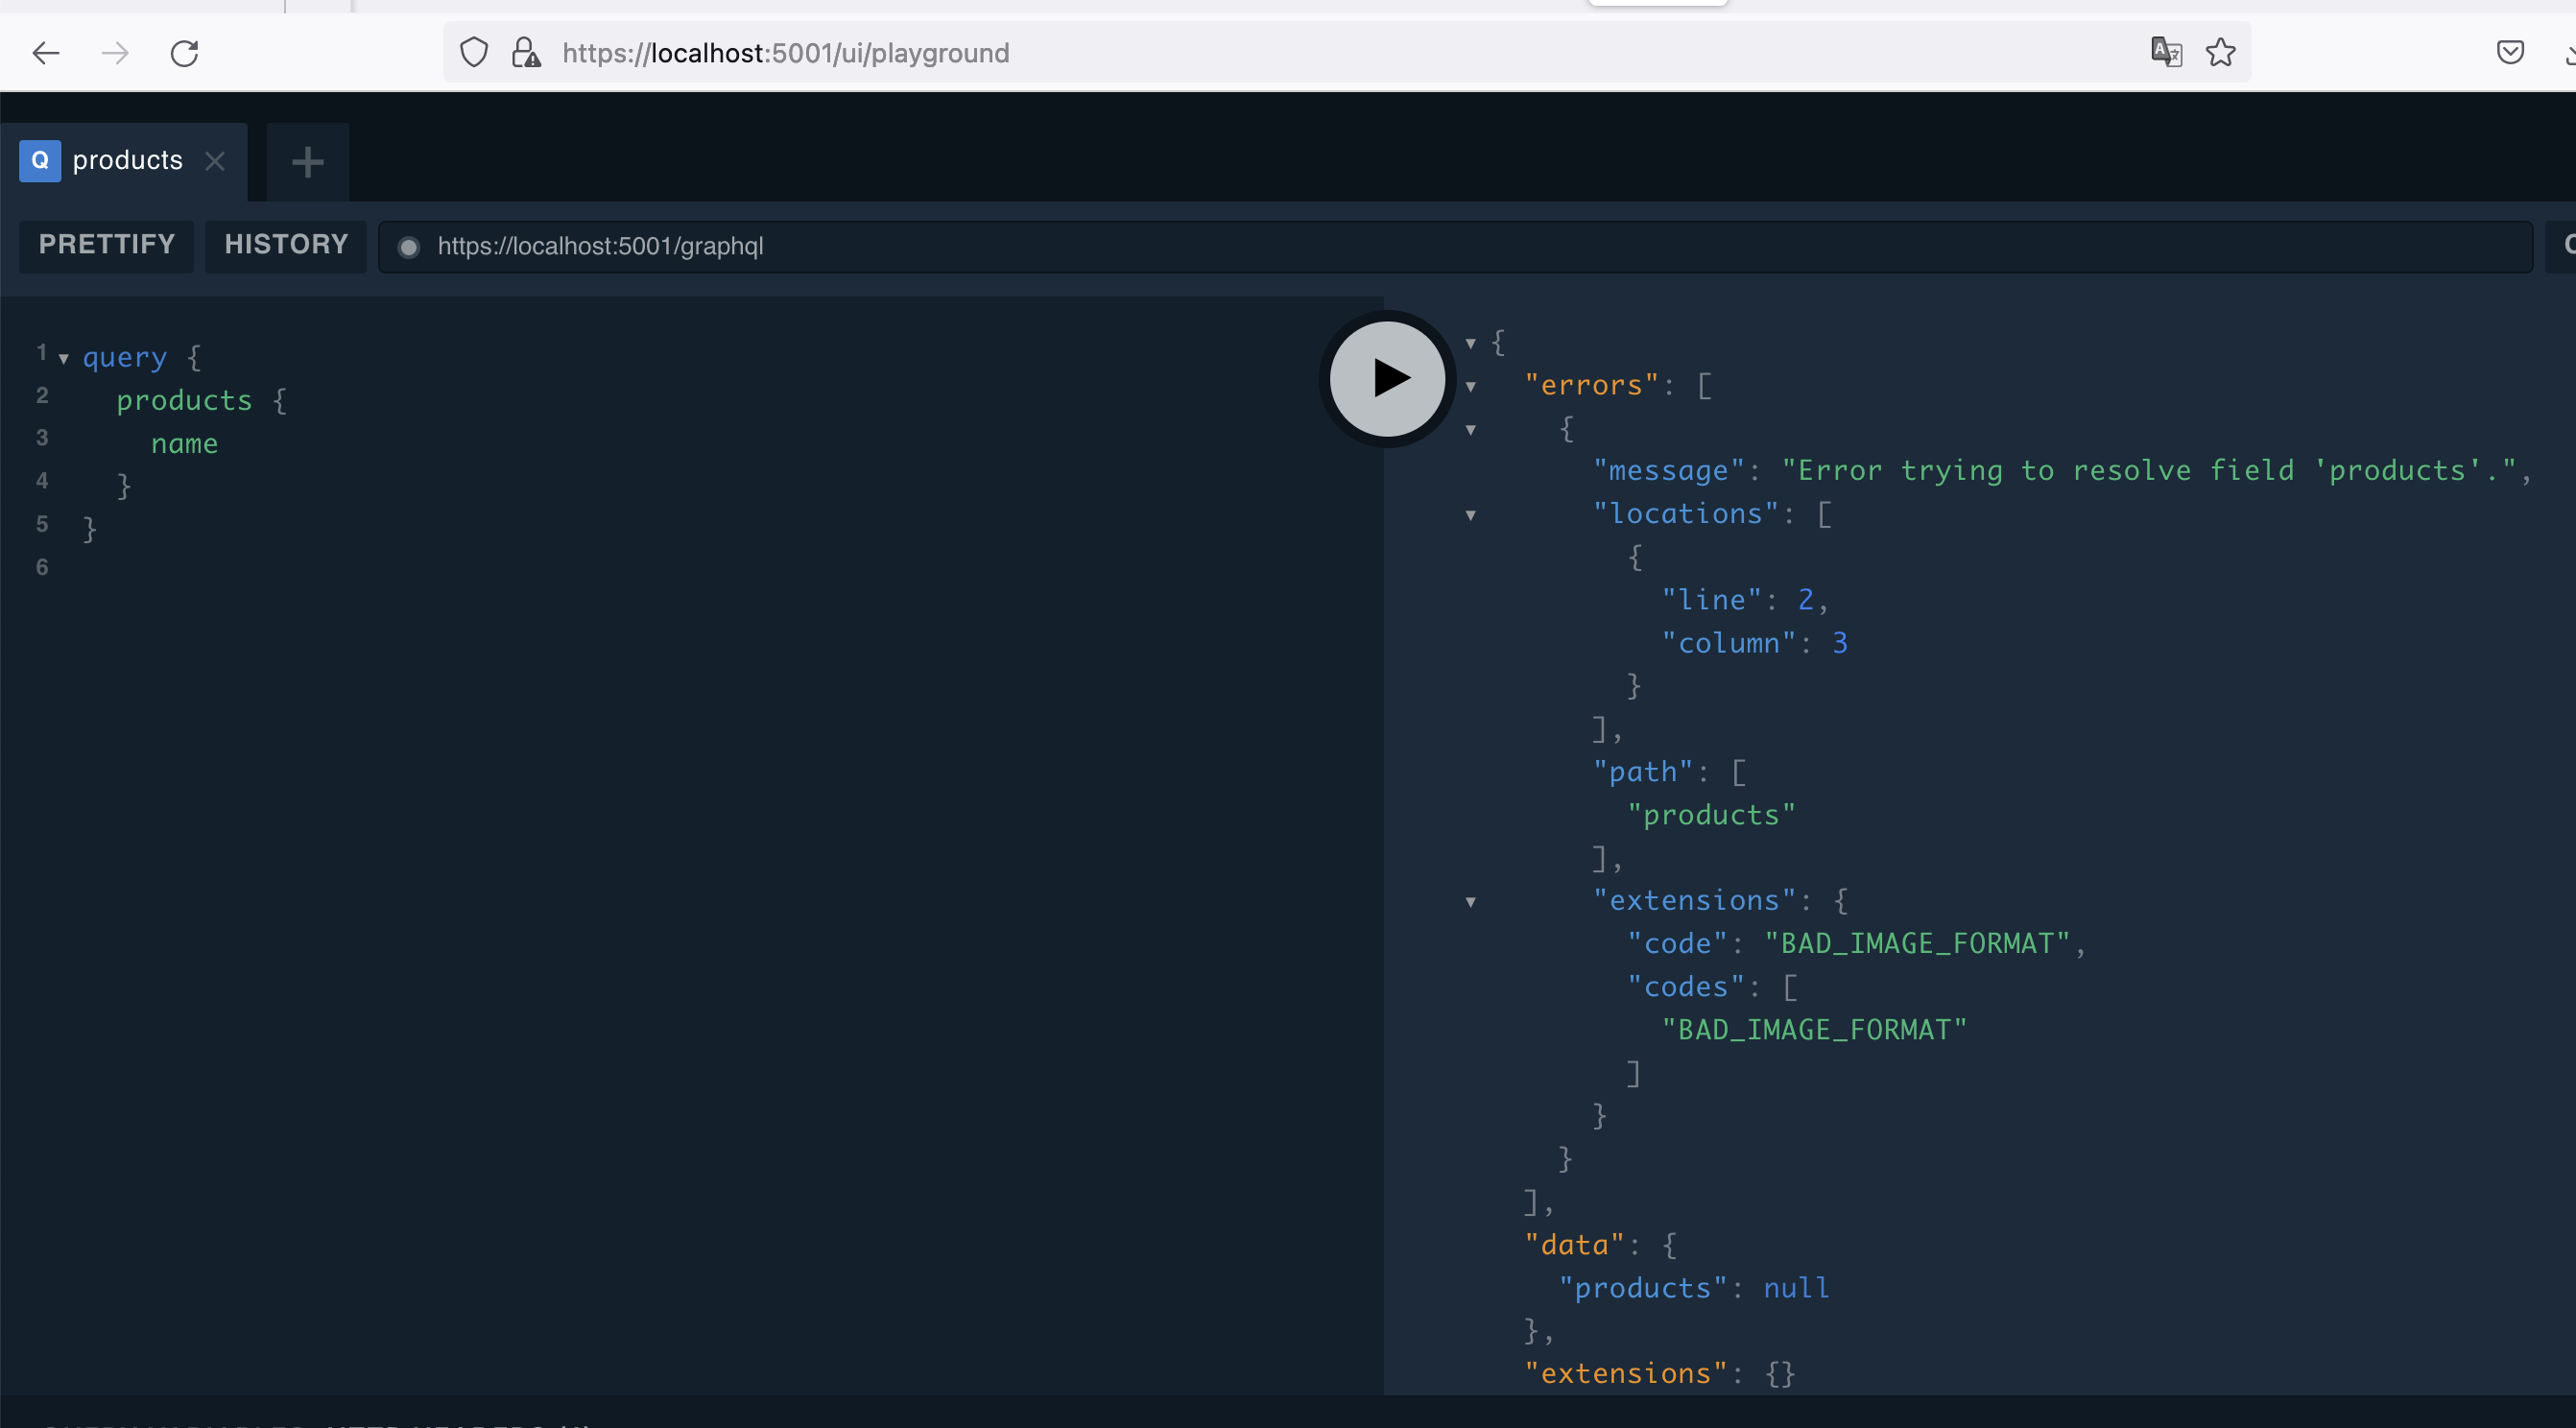 https://localhost:5001/ui/playground
Q products
PRETTIFY HISTORY https://localhost:5001/graphql
1 query {
2 products {
3 name
4 }
5 }
6
{
"errors": [
{
"message": "Error trying to resolve field 'products'.",
"locations": [
{
"line": 2,
"column": 3
}
],
"path": [
"products"
],
"extensions": {
"code": "BAD_IMAGE_FORMAT",
"codes": [
"BAD_IMAGE_FORMAT"
]
}
}
],
"data": {
"products": null
},
"extensions": {}